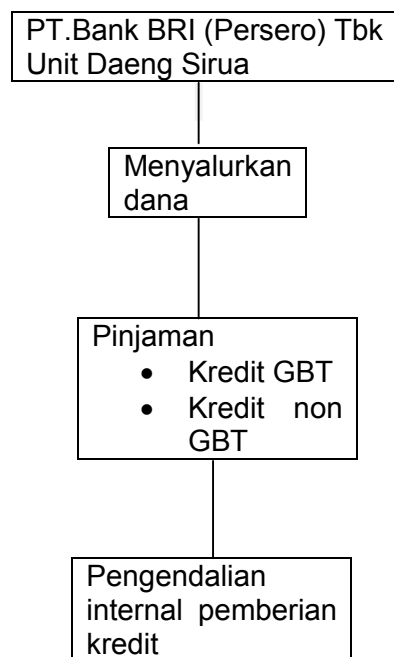 PT.Bank BRI (Persero) Tbk
Unit Daeng Sirua
Menyalurkan
dana
Pinjaman
• Kredit GBT
• Kredit non
GBT
Pengendalian
internal pemberian
kredit